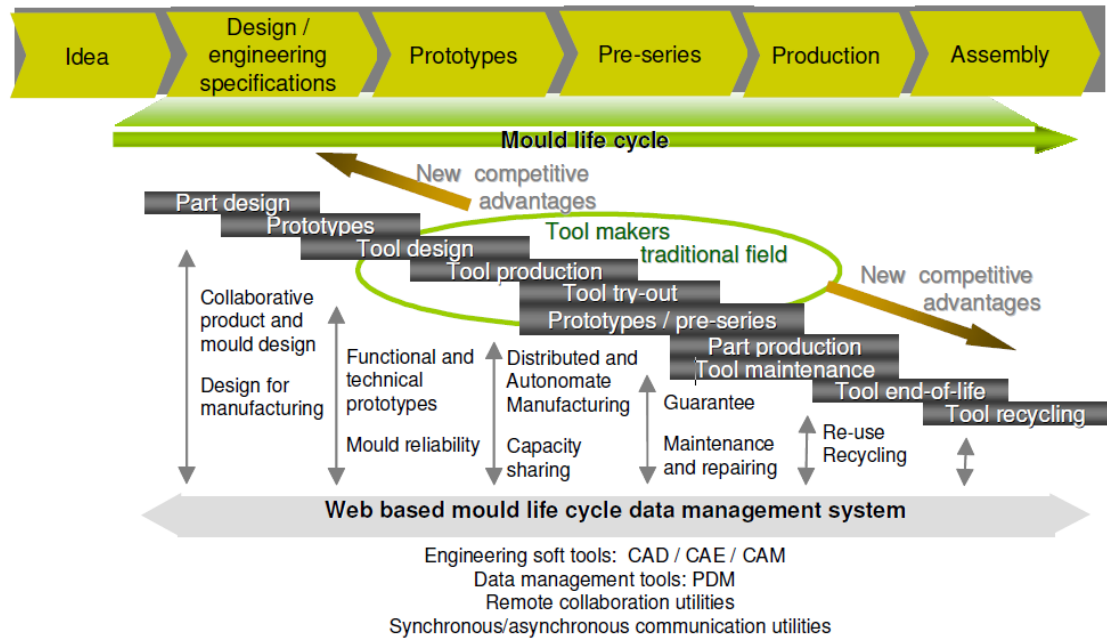 Idea
Design /
engineering
specifications
Prototypes
Pre-series
Production
Assembly
Mould life cycle
New competitive
advantages
Part design
Prototypes
Tool design
Tool makers
traditional field
Tool production
Tool try-out
Prototypes / pre-series
New competitive
advantages
Part production
Tool maintenance
Tool end-of-life
Tool recycling
Collaborative
product and
mould design
Design for
manufacturing
Functional and
technical
prototypes
Mould reliability
Distributed and
Autonomate
Manufacturing
Capacity
sharing
Guarantee
Maintenance
and repairing
Re-use
Recycling
Web based mould life cycle data management system
Engineering soft tools: CAD / CAE / CAM
Data management tools: PDM
Remote collaboration utilities
Synchronous/asynchronous communication utilities